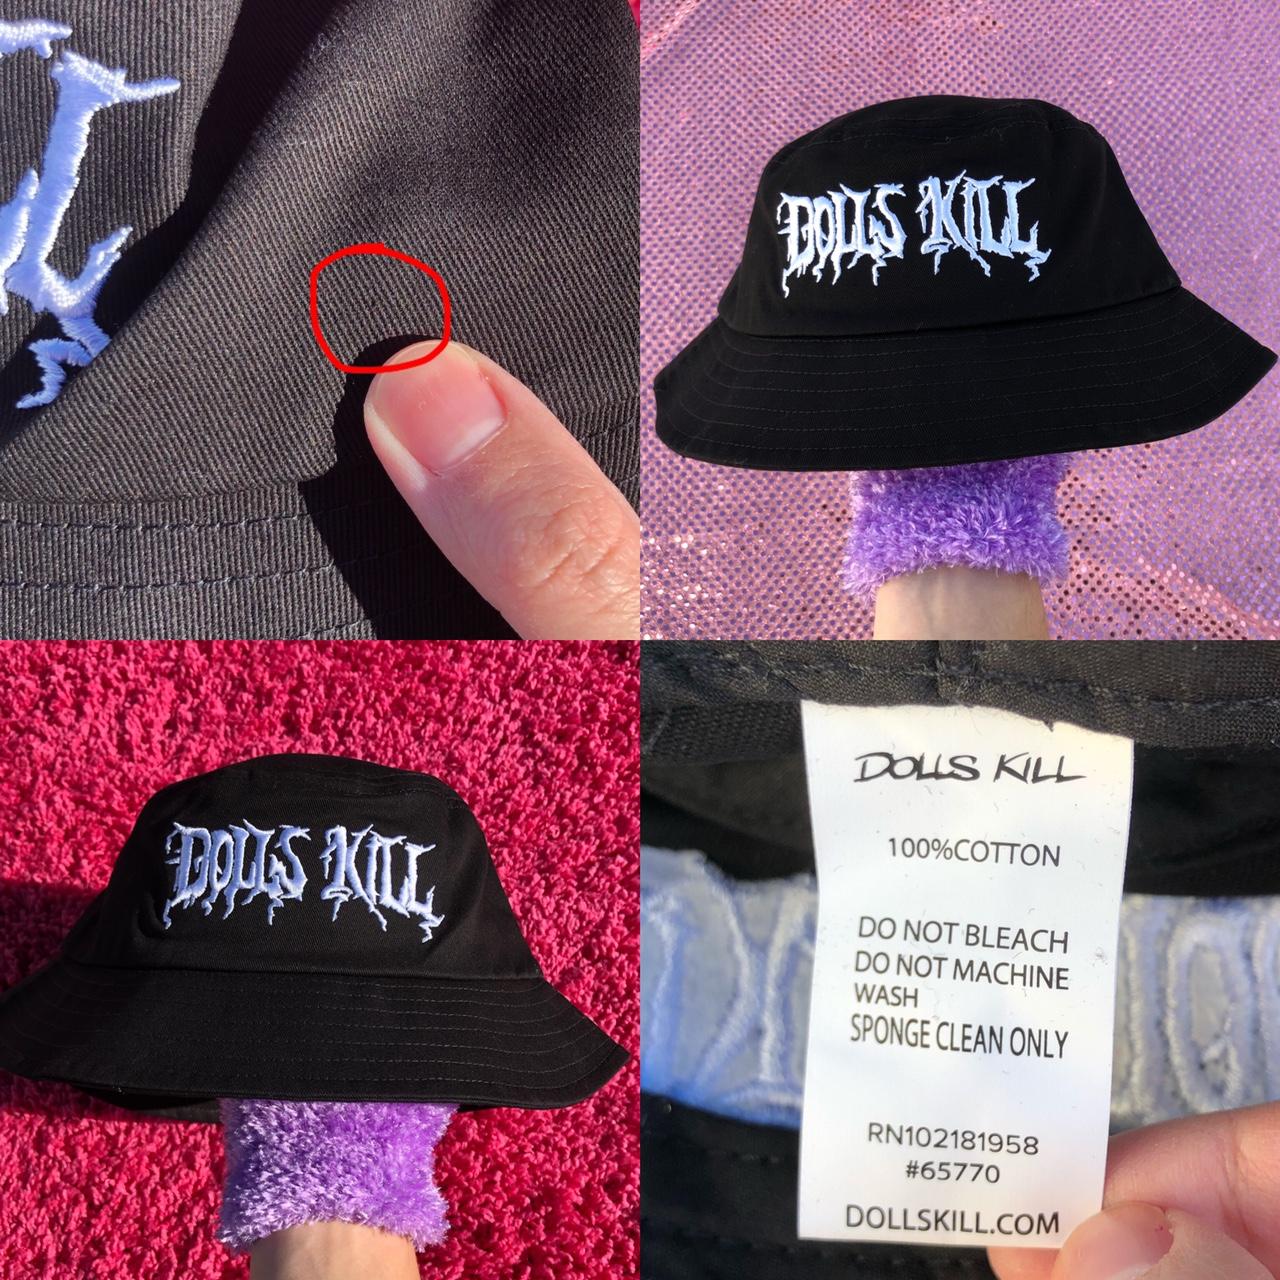 DOLLS KILL
DOLLS KILL
DOLLS KILL
100%COTTON
DO NOT BLEACH
DO NOT MACHINE
WASH
SPONGE CLEAN ONLY
RN102181958
#65770
DOLLSKILL.COM